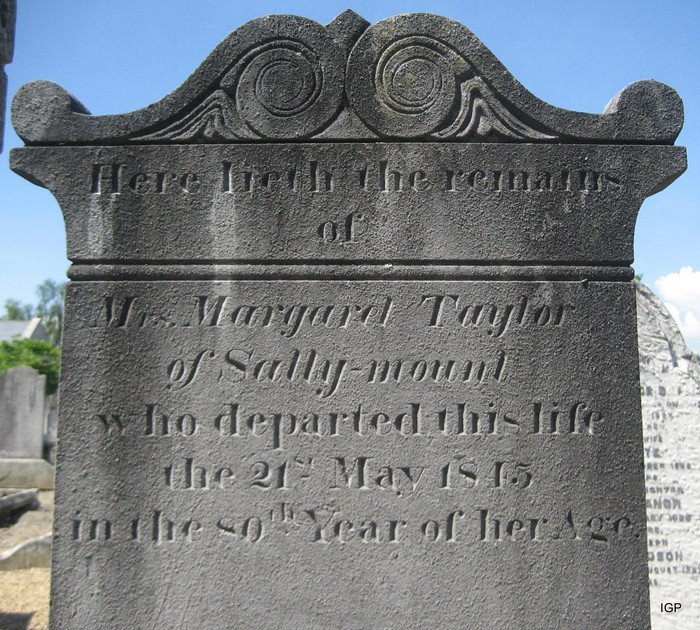 Here lieth the remains
of
Mrs. Margaret Taylor
of Sally-mount
who departed this life
the 21st May 1845
in the 80th Year of her Age.
IGP